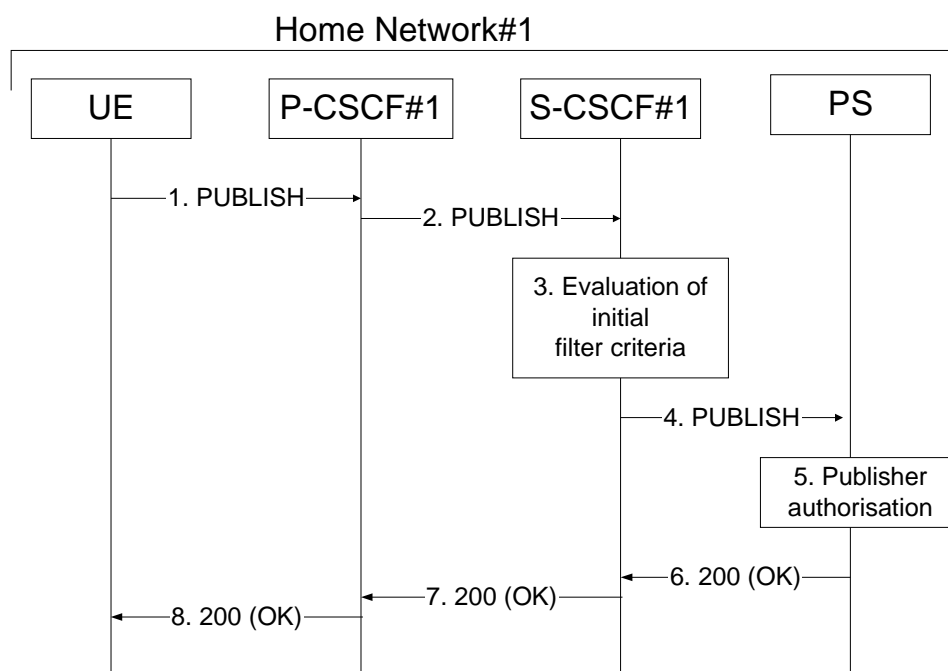 Home Network#1
UE
P-CSCF#1
S-CSCF#1
PS
1. PUBLISH
2. PUBLISH
3. Evaluation of
initial
filter criteria
4. PUBLISH
5. Publisher
authorisation
6. 200 (OK)
7. 200 (OK)
8. 200 (OK)